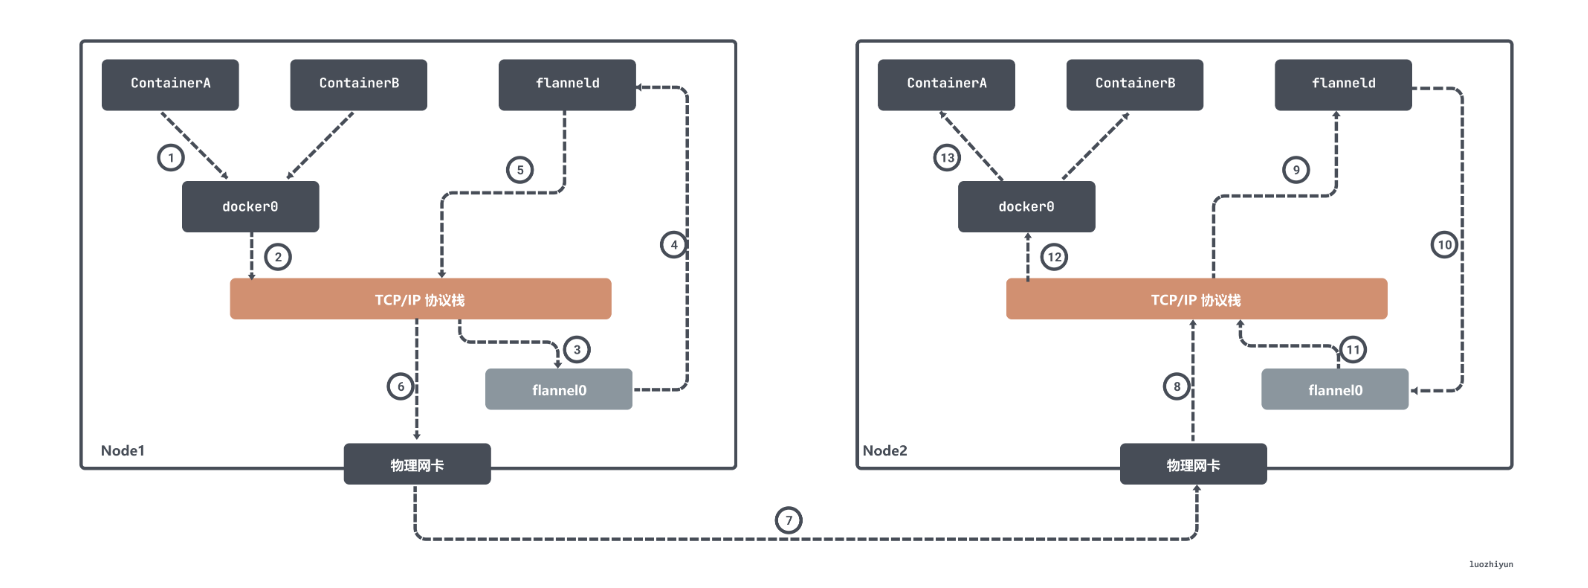 ContainerA
ContainerB
flanneld
1
5
docker0
2
4
TCP/IP 协议栈
3
6
flannel0
Node1
物理网卡
ContainerA
ContainerB
flanneld
13
9
docker0
12
10
TCP/IP 协议栈
11
8
flannel0
Node2
物理网卡
7
luozhiyun